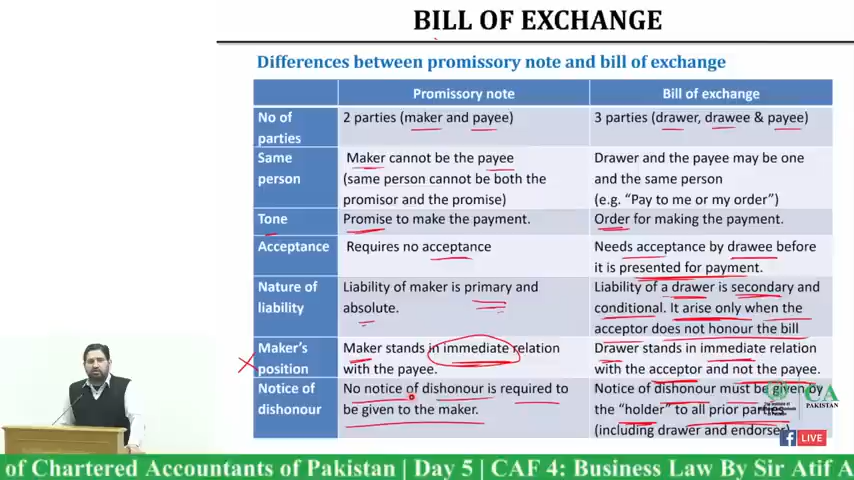 BILL OF EXCHANGE
Differences between promissory note and bill of exchange
Promissory note
Bill of exchange
No of
parties
2 parties (maker and payee)
3 parties (drawer, drawee & payee)
Same
person
Maker cannot be the payee
(same person cannot be both the
promisor and the promise)
Drawer and the payee may be one
and the same person
(e.g. “Pay to me or my order”)
Tone
Promise to make the payment.
Order for making the payment.
Acceptance
Requires no acceptance
Needs acceptance by drawee before
it is presented for payment.
Nature of
liability
Liability of maker is primary and
absolute.
Liability of a drawer is secondary and
conditional. It arise only when the
acceptor does not honour the bill
Maker’s
position
Maker stands in immediate relation
with the payee.
Drawer stands in immediate relation
with the acceptor and not the payee.
Notice of
dishonour
No notice of dishonour is required to
be given to the maker.
Notice of dishonour must be given by
the “holder” to all prior parties
(including drawer and endorser)
CA
PAKISTAN
f LIVE
of Chartered Accountants of Pakistan | Day 5 | CAF 4: Business Law By Sir Atif A